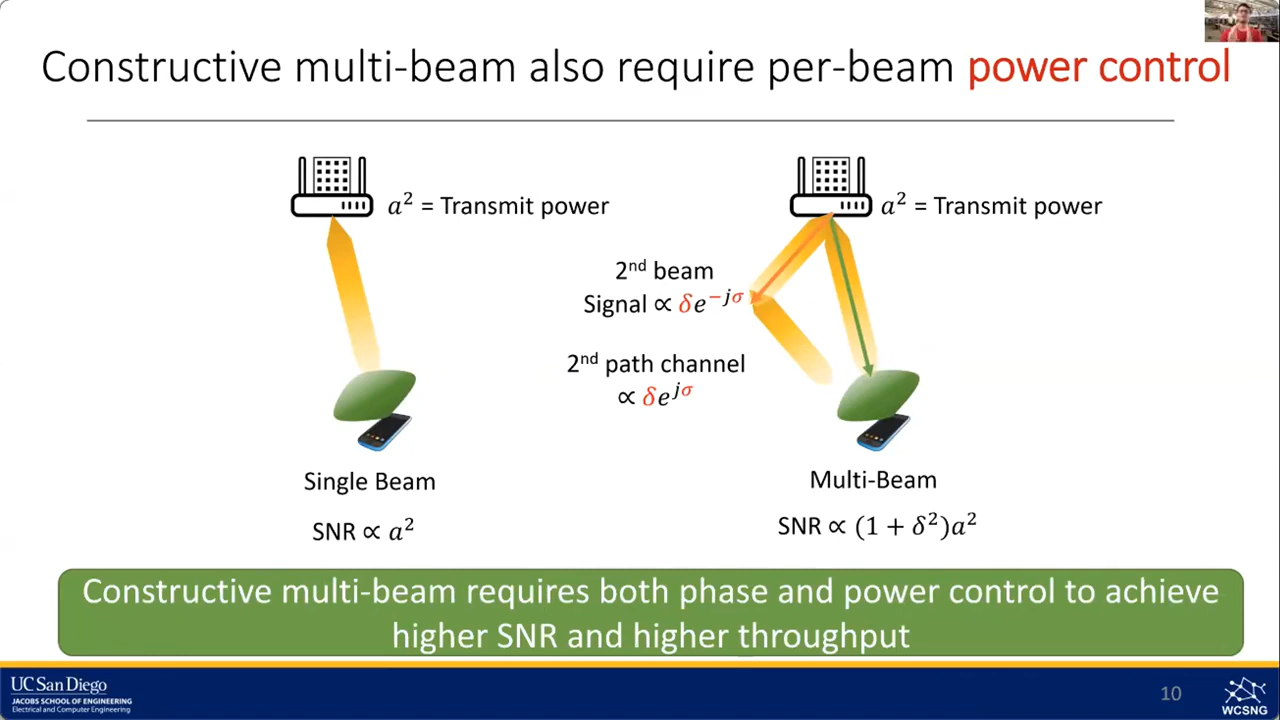 Constructive multi-beam also require per-beam power control
a² = Transmit power
a² = Transmit power
2nd beam
Signal ∝ δe^−jσ
2nd path channel
∝ δe^jσ
Single Beam
SNR ∝ a²
Multi-Beam
SNR ∝ (1 + δ²)a²
Constructive multi-beam requires both phase and power control to achieve
higher SNR and higher throughput
UC San Diego
JACOBS SCHOOL OF ENGINEERING
Electrical and Computer Engineering
10
WCSNG